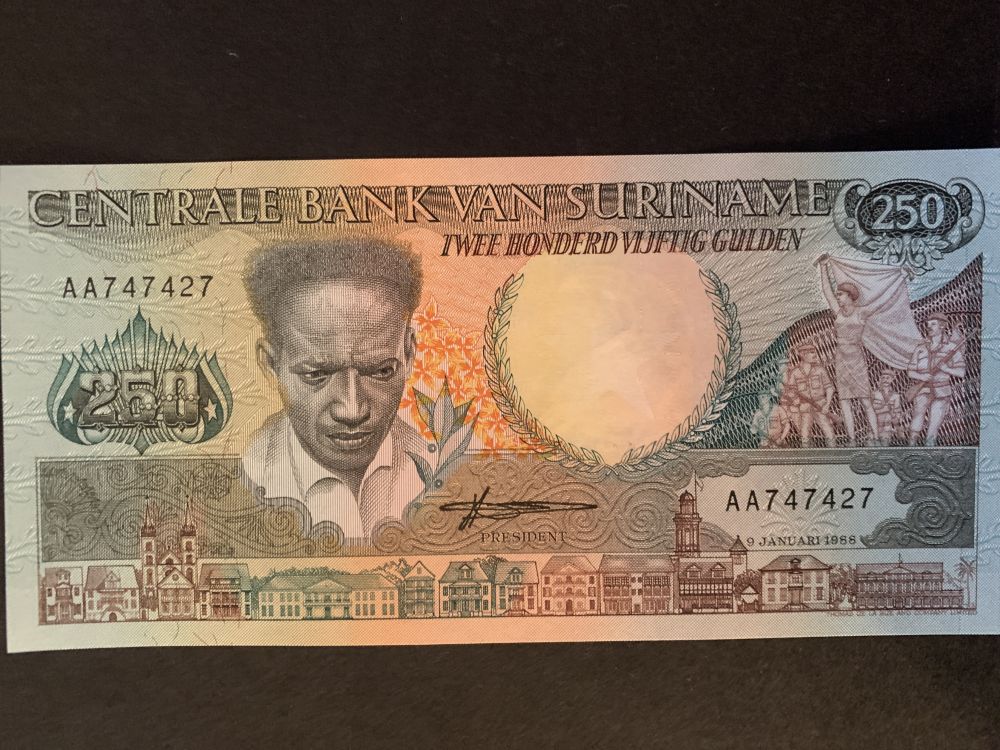 CENTRALE BANK VAN SURINAME
250
TWEE HONDERD VIJFTIG GULDEN
AA747427
250
AA747427
PRESIDENT
9 JANUARI 1988